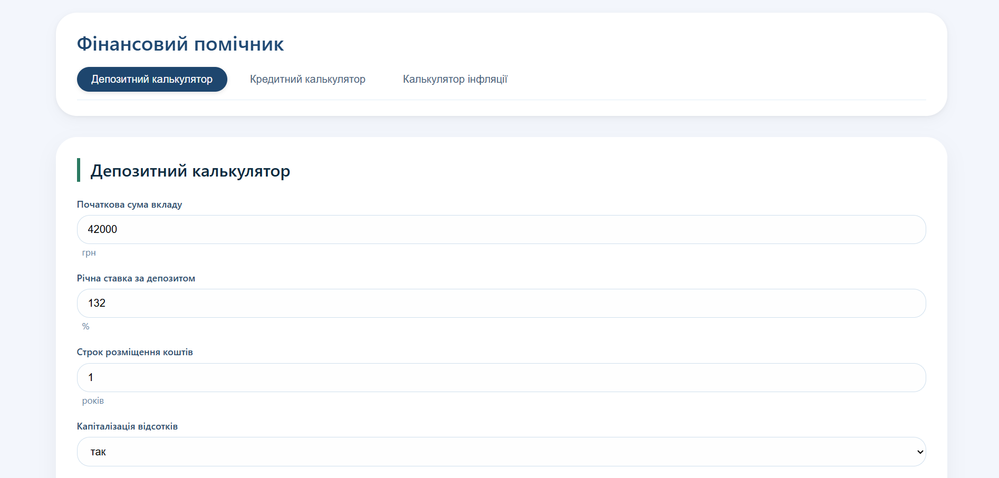 Фінансовий помічник
Депозитний калькулятор Кредитний калькулятор Калькулятор інфляції
Депозитний калькулятор
Початкова сума вкладу
42000
грн
Річна ставка за депозитом
132
%
Строк розміщення коштів
1
років
Капіталізація відсотків
так